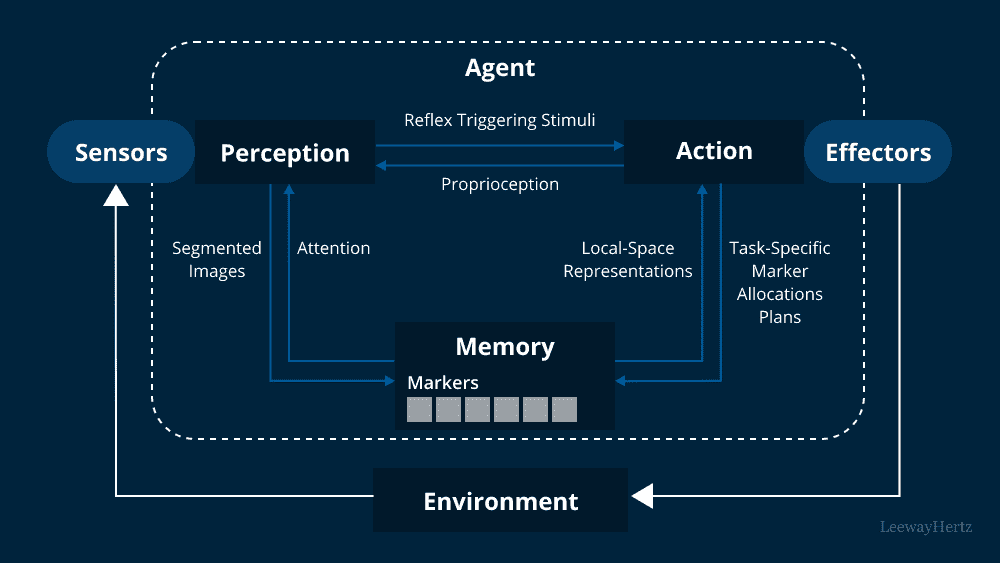 Agent
Reflex Triggering Stimuli
Sensors
Perception
Action
Effectors
Proprioception
Segmented
Images
Attention
Local-Space
Representations
Task-Specific
Marker
Allocations
Plans
Memory
Markers
Environment
LeewayHertz